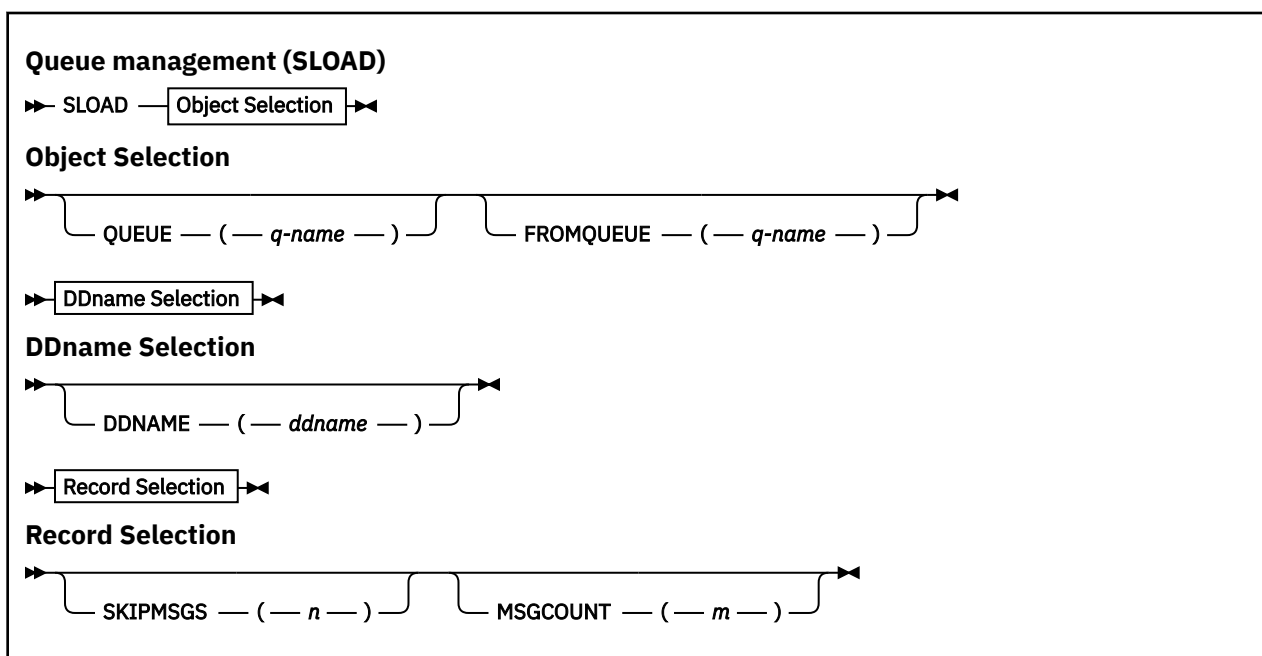 Queue management (SLOAD)
SLOAD Object Selection
Object Selection
QUEUE ( q-name ) FROMQUEUE ( q-name )
DDname Selection
DDname Selection
DDNAME ( ddname )
Record Selection
Record Selection
SKIPMSGS ( n ) MSGCOUNT ( m )